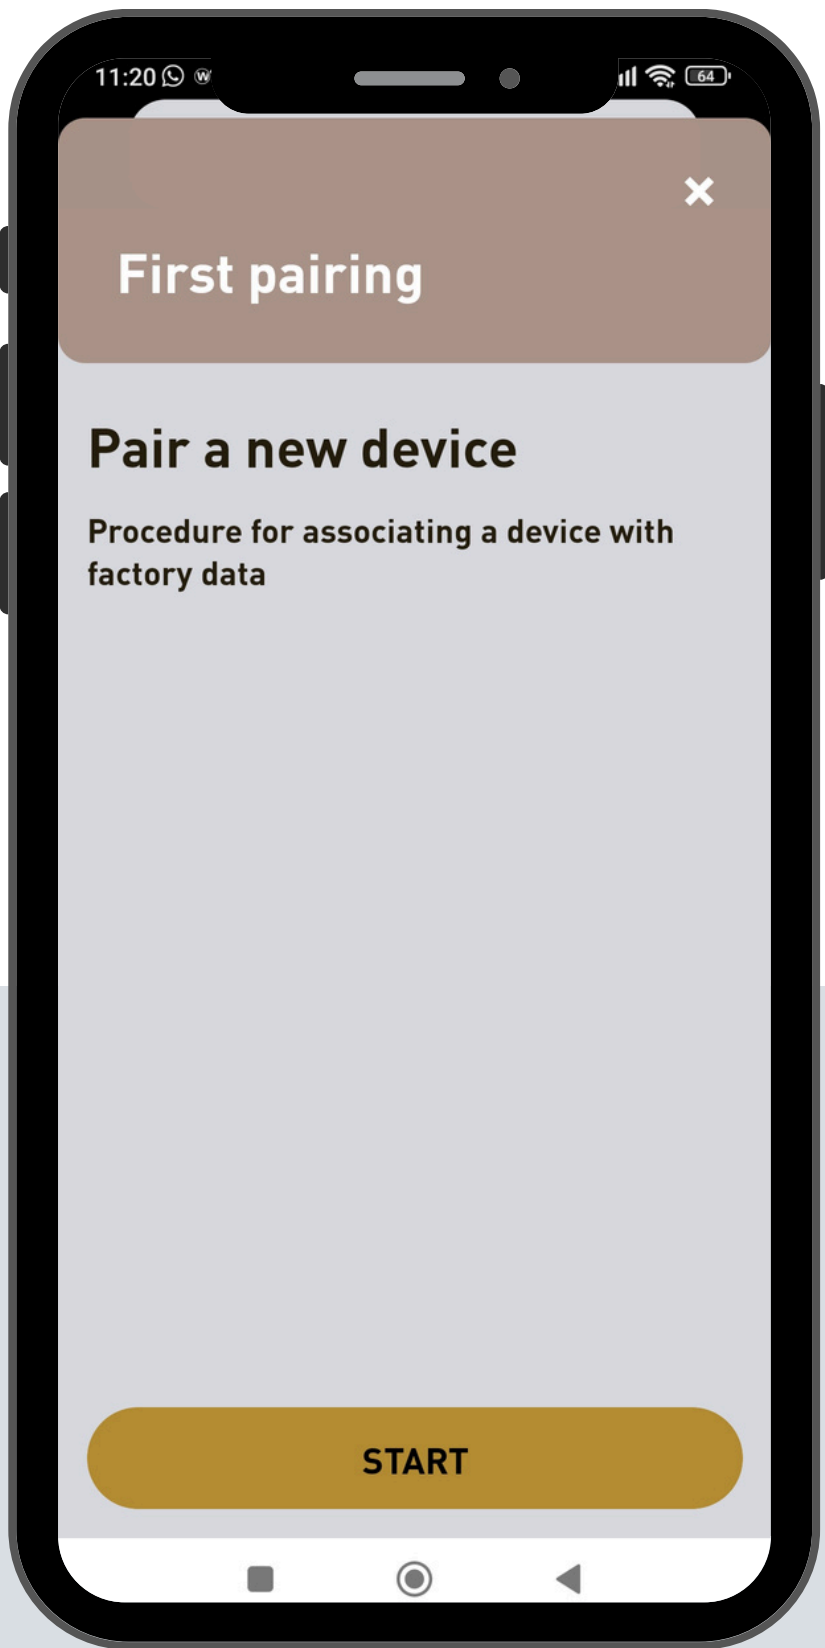 11:20
64
First pairing
Pair a new device
Procedure for associating a device with
factory data
START